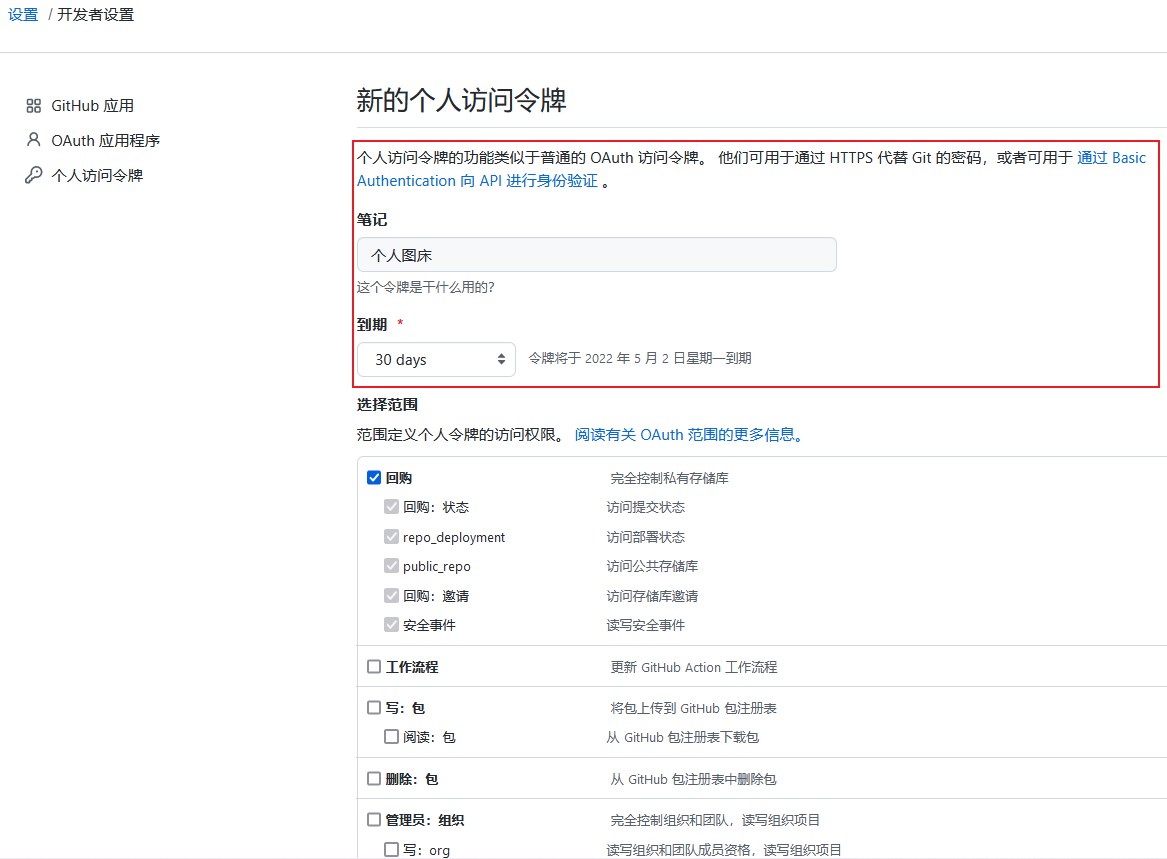 设置 / 开发者设置
GitHub 应用
OAuth 应用程序
个人访问令牌
新的个人访问令牌
个人访问令牌的功能类似于普通的 OAuth 访问令牌。 他们可用于通过 HTTPS 代替 Git 的密码，或者可用于 通过 Basic
Authentication 向 API 进行身份验证 。
笔记
个人图床
这个令牌是干什么用的？
到期 *
30 days 令牌将于 2022 年 5 月 2 日星期一到期
选择范围
范围定义个人令牌的访问权限。 阅读有关 OAuth 范围的更多信息。
回购 完全控制私有存储库
回购：状态 访问提交状态
repo_deployment 访问部署状态
public_repo 访问公共存储库
回购：邀请 访问存储库邀请
安全事件 读写安全事件
工作流程 更新 GitHub Action 工作流程
写：包 将包上传到 GitHub 包注册表
阅读：包 从 GitHub 包注册表下载包
删除：包 从 GitHub 包注册表中删除包
管理员：组织 完全控制组织和团队，读写组织项目
写：org 读写组织和团队成员资格，读写组织项目